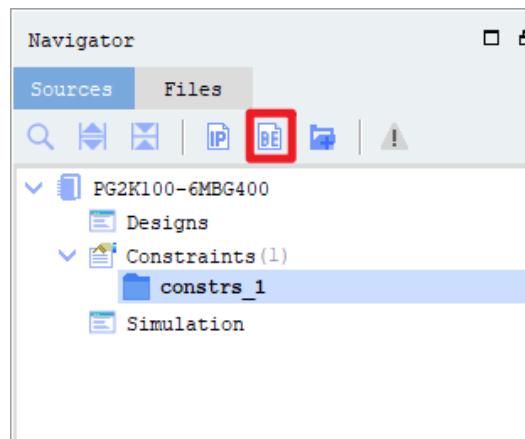 Navigator
Sources Files
IP BE
PG2K100-6MBG400
Designs
Constraints(1)
constrs_1
Simulation